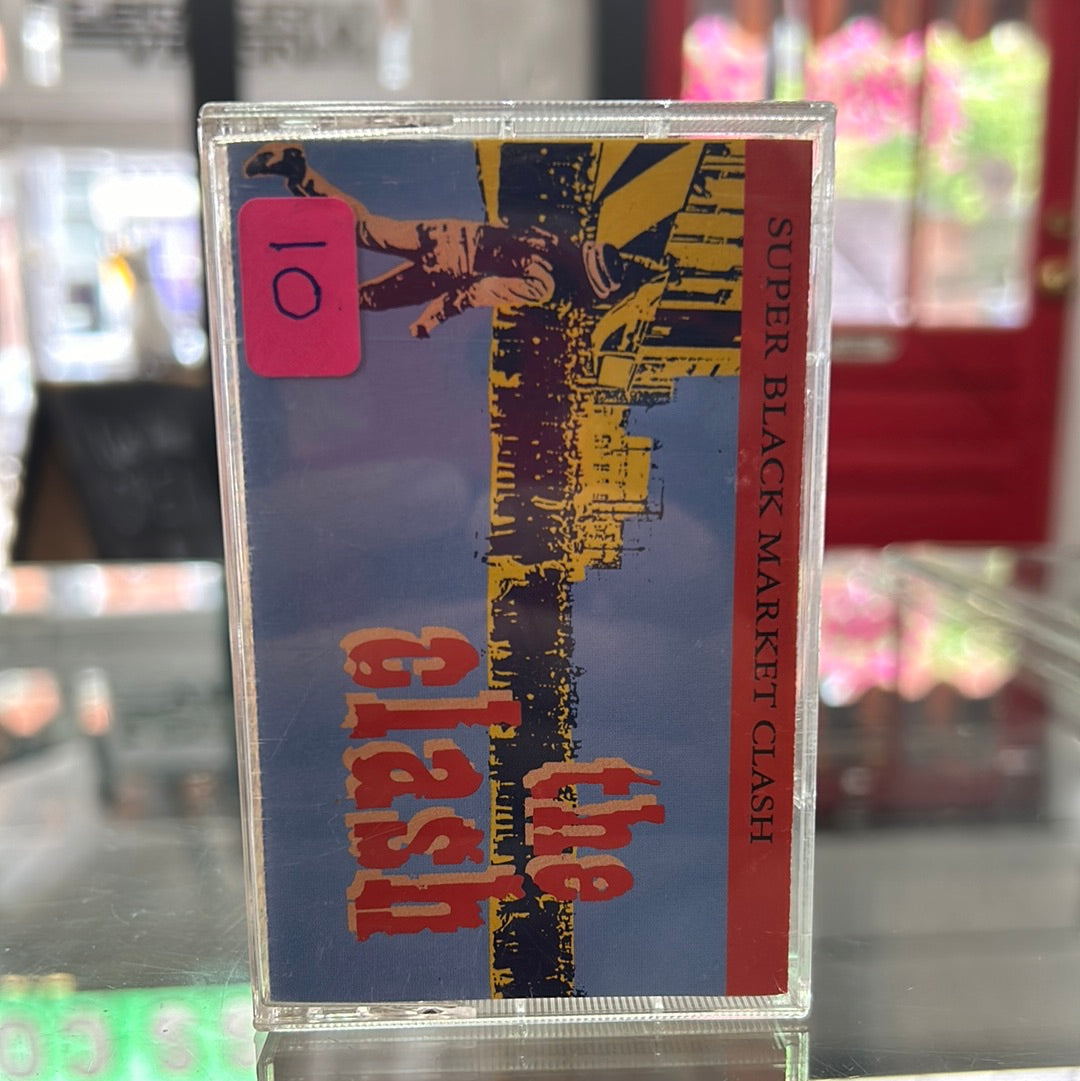 SUPER BLACK MARKET CLASH
the
clash
10